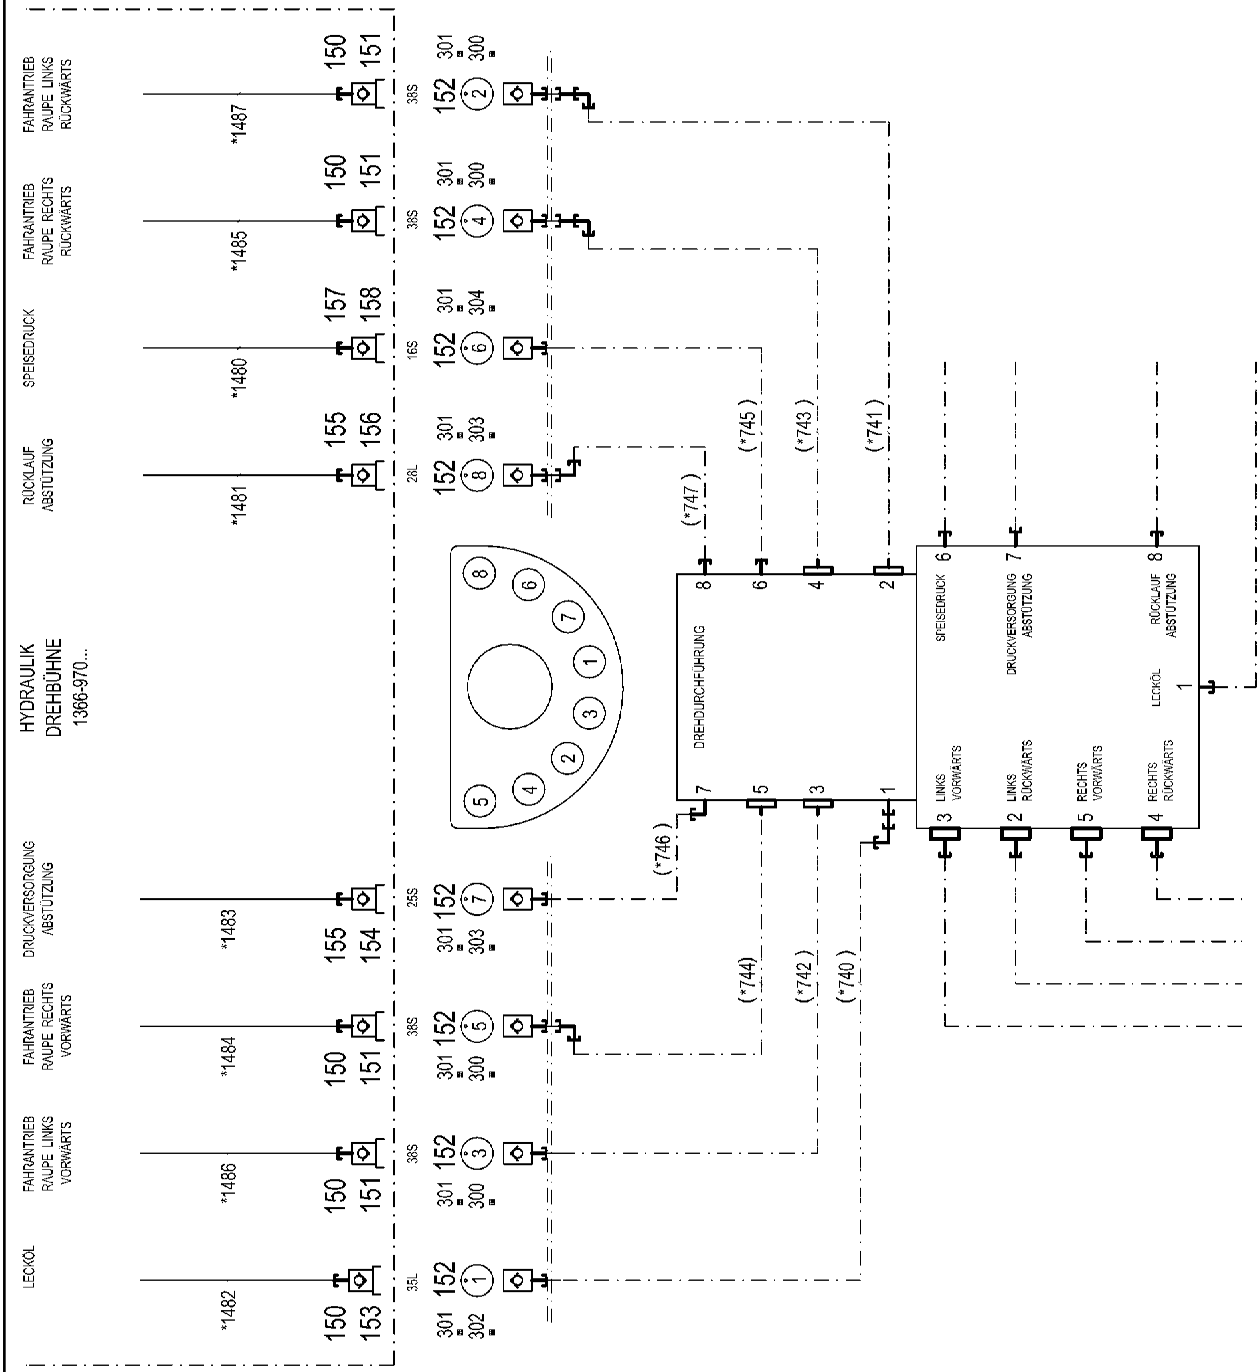 FAHRANTRIEB
RAUPE LINKS
RÜCKWÄRTS
*1487
150
151
38S
152
2
301
300
FAHRANTRIEB
RAUPE RECHTS
RÜCKWÄRTS
*1485
150
151
38S
152
4
301
300
SPEISEDRUCK
*1480
157
158
16S
152
6
301
304
RÜCKLAUF
ABSTÜTZUNG
*1481
155
156
28L
152
8
301
303
HYDRAULIK
DREHBÜHNE
1366-970...
DRUCKVERSORGUNG
ABSTÜTZUNG
*1483
155
154
25S
152
7
301
303
FAHRANTRIEB
RAUPE RECHTS
VORWÄRTS
*1484
150
151
38S
152
5
301
300
FAHRANTRIEB
RAUPE LINKS
VORWÄRTS
*1486
150
151
38S
152
3
301
300
LECKÖL
*1482
150
153
35L
152
1
301
302
5
4
2
3
1
7
6
8
(*747 )
(*745 )
(*743 )
(*741 )
(*746 )
(*744)
(*742 )
(*740 )
DREHDURCHFÜHRUNG
8
6
4
2
7
5
3
1
6
SPEISEDRUCK
7
DRUCKVERSORGUNG
ABSTÜTZUNG
8
RÜCKLAUF
ABSTÜTZUNG
1
LECKÖL
3
LINKS
VORWÄRTS
2
LINKS
RÜCKWÄRTS
5
RECHTS
VORWÄRTS
4
RECHTS
RÜCKWÄRTS